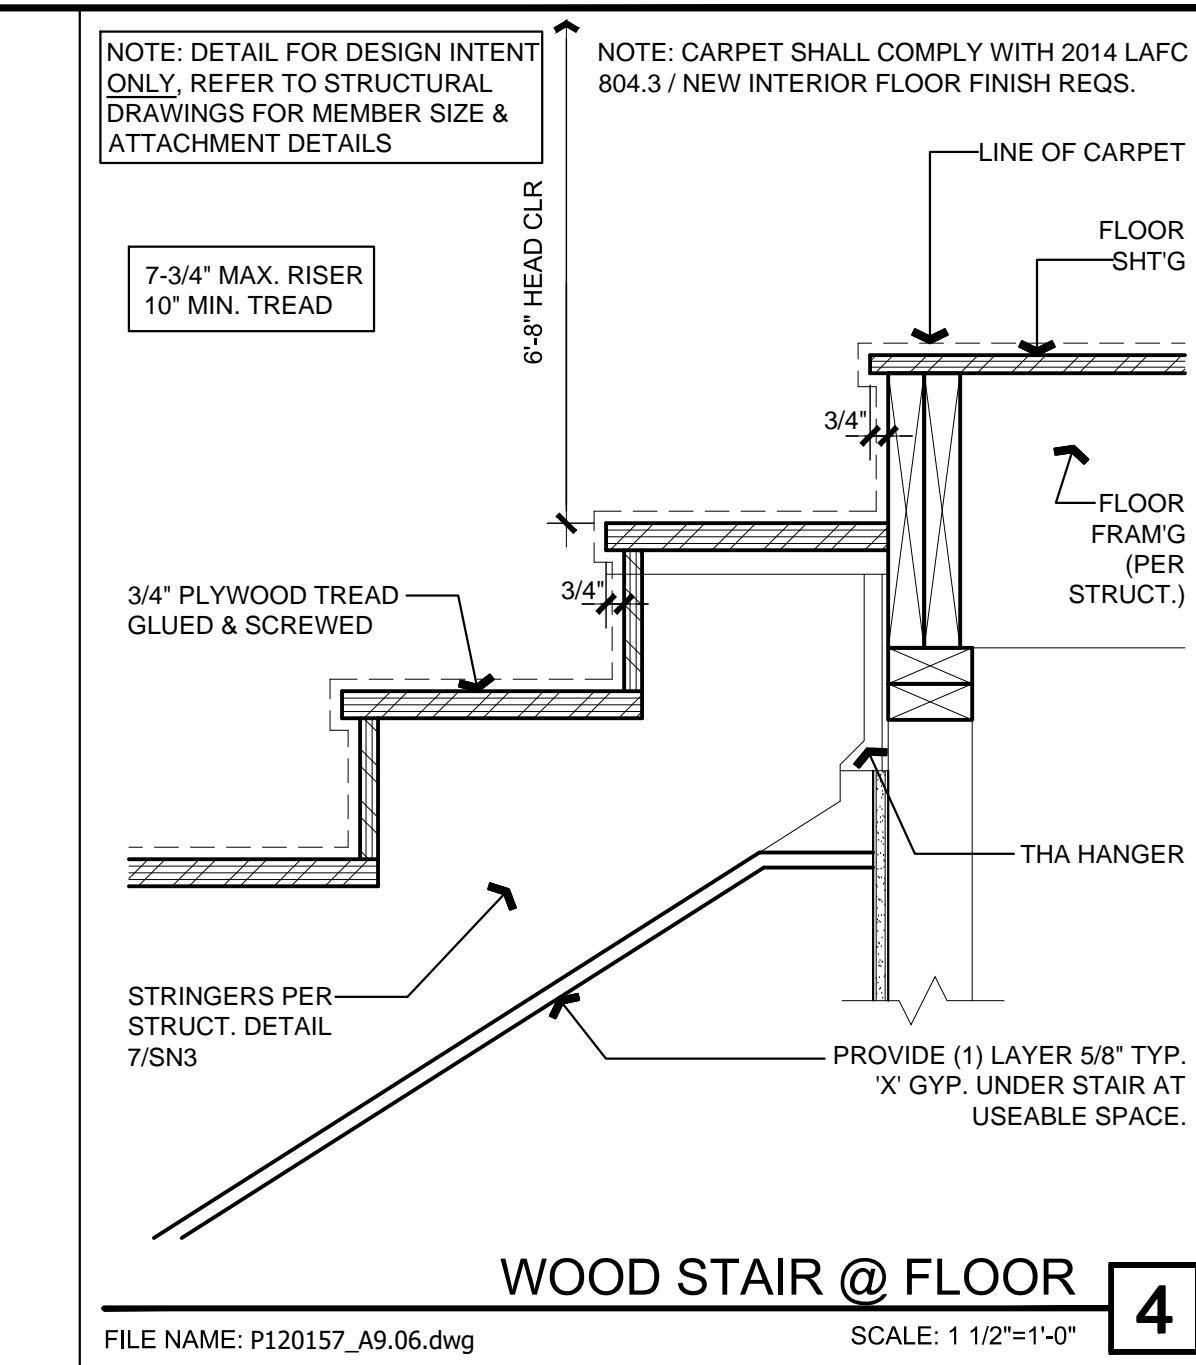 NOTE: DETAIL FOR DESIGN INTENT
ONLY, REFER TO STRUCTURAL
DRAWINGS FOR MEMBER SIZE &
ATTACHMENT DETAILS
NOTE: CARPET SHALL COMPLY WITH 2014 LAFC
804.3 / NEW INTERIOR FLOOR FINISH REQS.
LINE OF CARPET
FLOOR
SHT'G
7-3/4" MAX. RISER
10" MIN. TREAD
6'-8" HEAD CLR
3/4"
FLOOR
FRAM'G
(PER
STRUCT.)
3/4"
3/4" PLYWOOD TREAD
GLUED & SCREWED
THA HANGER
STRINGERS PER
STRUCT. DETAIL
7/SN3
PROVIDE (1) LAYER 5/8" TYP.
'X' GYP. UNDER STAIR AT
USEABLE SPACE.
WOOD STAIR @ FLOOR
4
FILE NAME: P120157_A9.06.dwg
SCALE: 1 1/2"=1'-0"